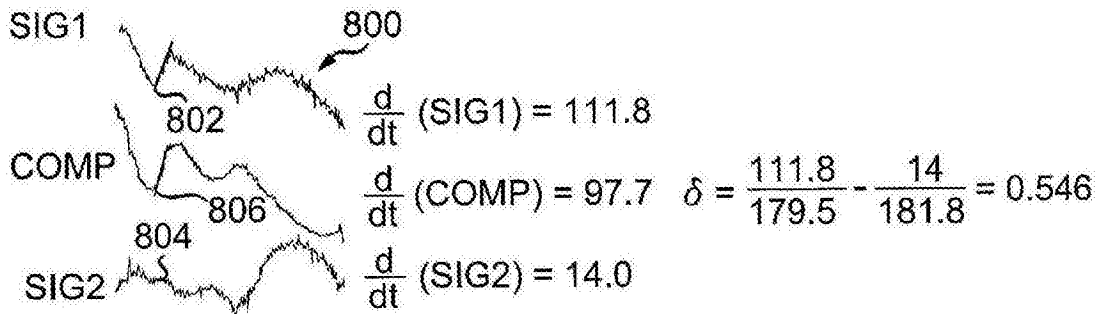 SIG1
800
802
d/dt (SIG1) = 111.8
COMP
806
d/dt (COMP) = 97.7
δ = 111.8/179.5 - 14/181.8 = 0.546
804
SIG2
d/dt (SIG2) = 14.0